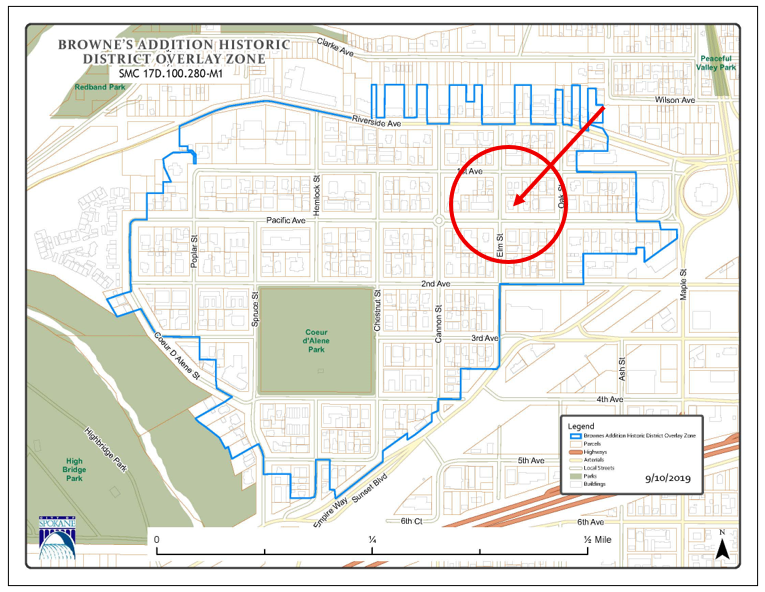 BROWNE'S ADDITION HISTORIC
DISTRICT OVERLAY ZONE
SMC 17D.100.280-M1
Clarke Ave
Peaceful
Valley Park
Redband Park
Wilson Ave
Riverside Ave
1st Ave
Hemlock St
Oak St
Pacific Ave
Poplar St
Elm St
2nd Ave
Maple St
Spruce St
Chestnut St
Cannon St
Coeur
d'Alene
Park
3rd Ave
Coeur D Alene St
Ash St
4th Ave
Highbridge Park
High
Bridge
Park
5th Ave
Sunset Blvd
Empire Way
6th Ct
6th Ave
Legend
Brownes Addition Historic District Overlay Zone
Parcels
Highways
Arterials
Local Streets
Parks
Buildings
9/10/2019
CITY OF
SPOKANE
0
¼
½ Mile
N